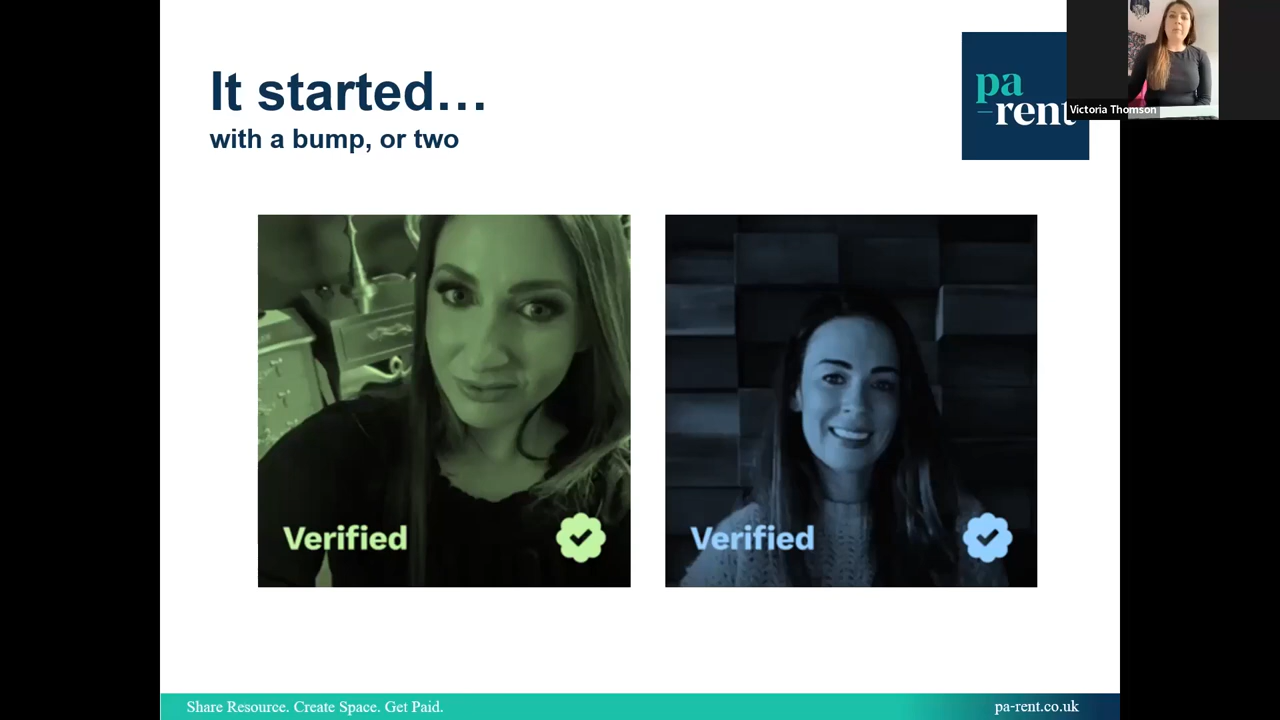 It started…
with a bump, or two
pa
–rent
Victoria Thomson
Verified
Verified
Share Resource. Create Space. Get Paid.
pa-rent.co.uk